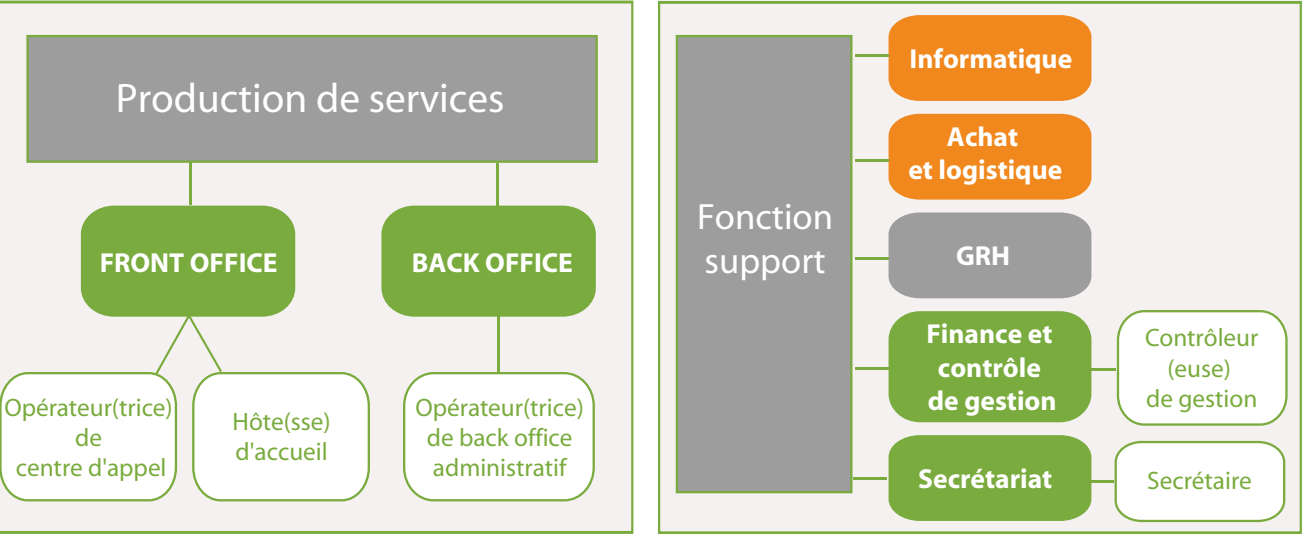 Production de services
FRONT OFFICE
BACK OFFICE
Opérateur(trice)
de
centre d'appel
Hôte(sse)
d'accueil
Opérateur(trice)
de back office
administratif
Fonction
support
Informatique
Achat
et logistique
GRH
Finance et
contrôle
de gestion
Contrôleur
(euse)
de gestion
Secrétariat
Secrétaire